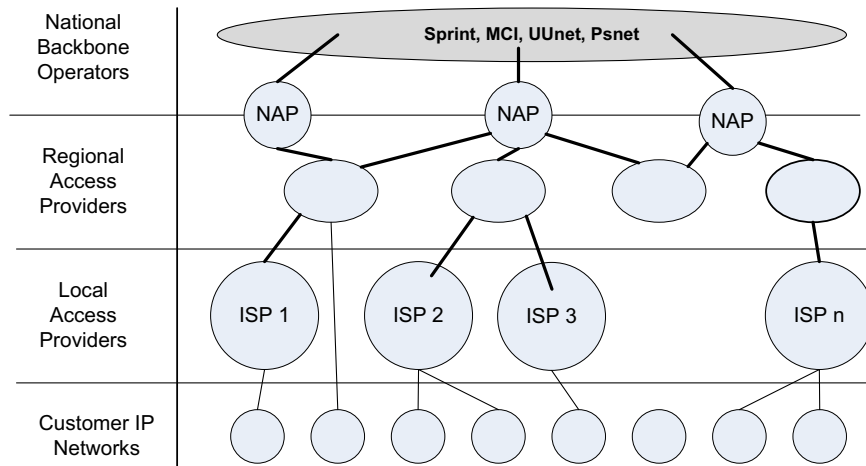 National
Backbone
Operators
Sprint, MCI, UUnet, Psnet
NAP
NAP
NAP
Regional
Access
Providers
Local
Access
Providers
ISP 1
ISP 2
ISP 3
ISP n
Customer IP
Networks